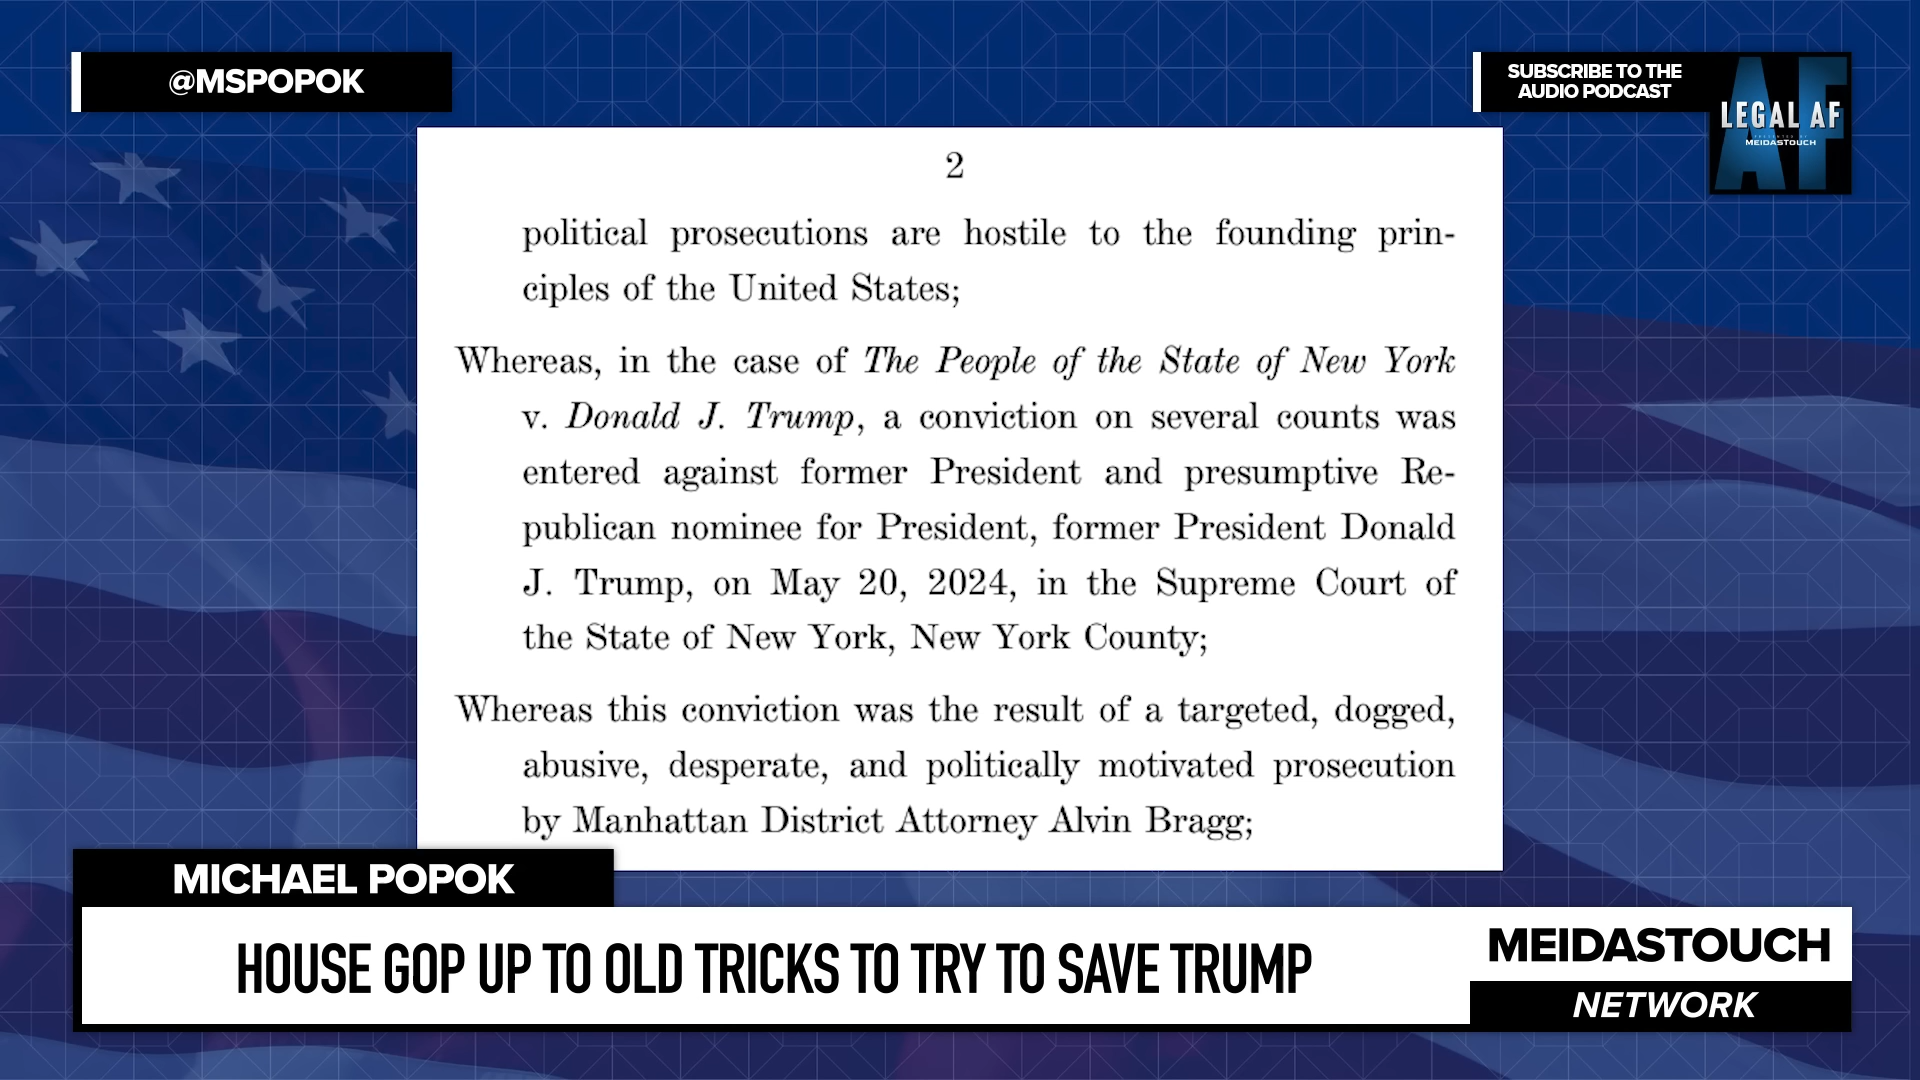 @MSPOPOK
SUBSCRIBE TO THE
AUDIO PODCAST
LEGAL AF
MEIDASTOUCH
2
political prosecutions are hostile to the founding prin-
ciples of the United States;
Whereas, in the case of The People of the State of New York
v. Donald J. Trump, a conviction on several counts was
entered against former President and presumptive Re-
publican nominee for President, former President Donald
J. Trump, on May 20, 2024, in the Supreme Court of
the State of New York, New York County;
Whereas this conviction was the result of a targeted, dogged,
abusive, desperate, and politically motivated prosecution
by Manhattan District Attorney Alvin Bragg;
MICHAEL POPOK
HOUSE GOP UP TO OLD TRICKS TO TRY TO SAVE TRUMP
MEIDASTOUCH
NETWORK